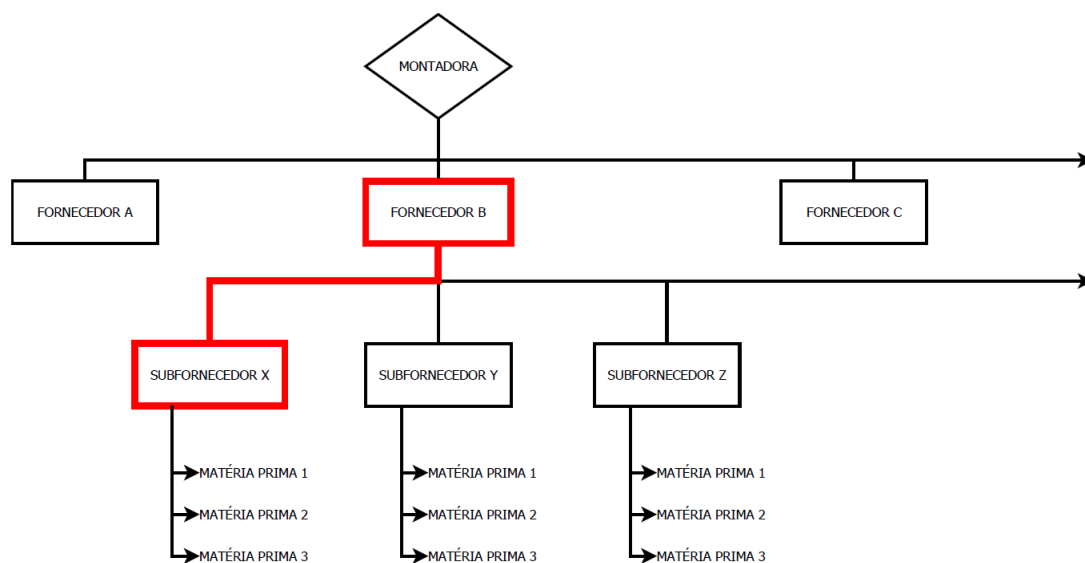 MONTADORA
FORNECEDOR A
FORNECEDOR B
FORNECEDOR C
SUBFORNECEDOR X
SUBFORNECEDOR Y
SUBFORNECEDOR Z
MATÉRIA PRIMA 1
MATÉRIA PRIMA 2
MATÉRIA PRIMA 3
MATÉRIA PRIMA 1
MATÉRIA PRIMA 2
MATÉRIA PRIMA 3
MATÉRIA PRIMA 1
MATÉRIA PRIMA 2
MATÉRIA PRIMA 3